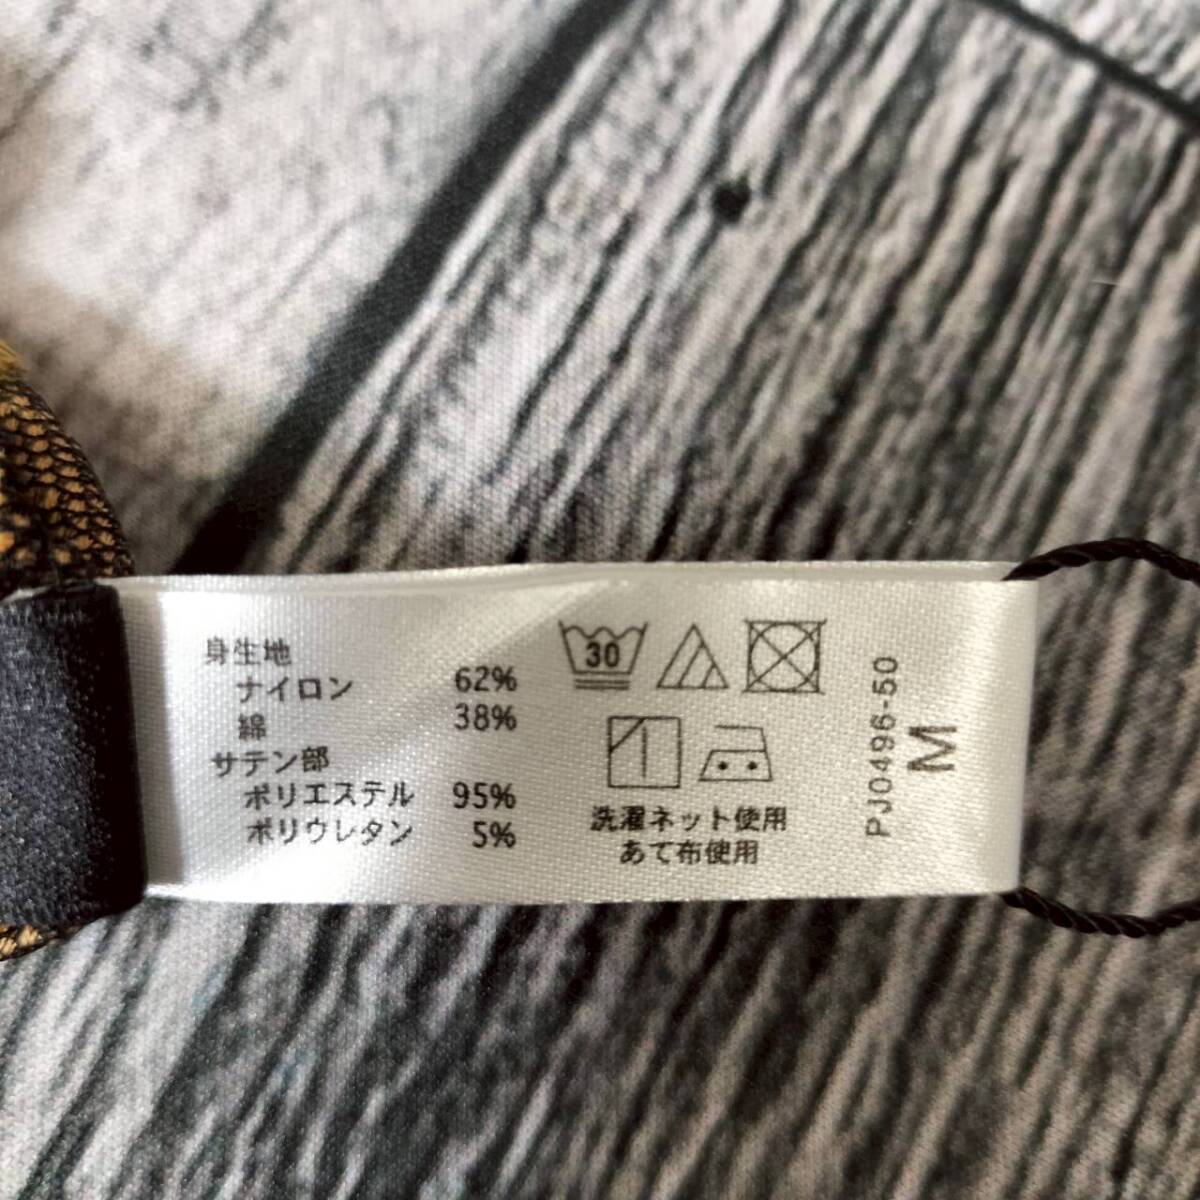 身生地
ナイロン 62%
綿 38%
サテン部
ポリエステル 95%
ポリウレタン 5%
30
洗濯ネット使用
あて布使用
PJ0496-50
M